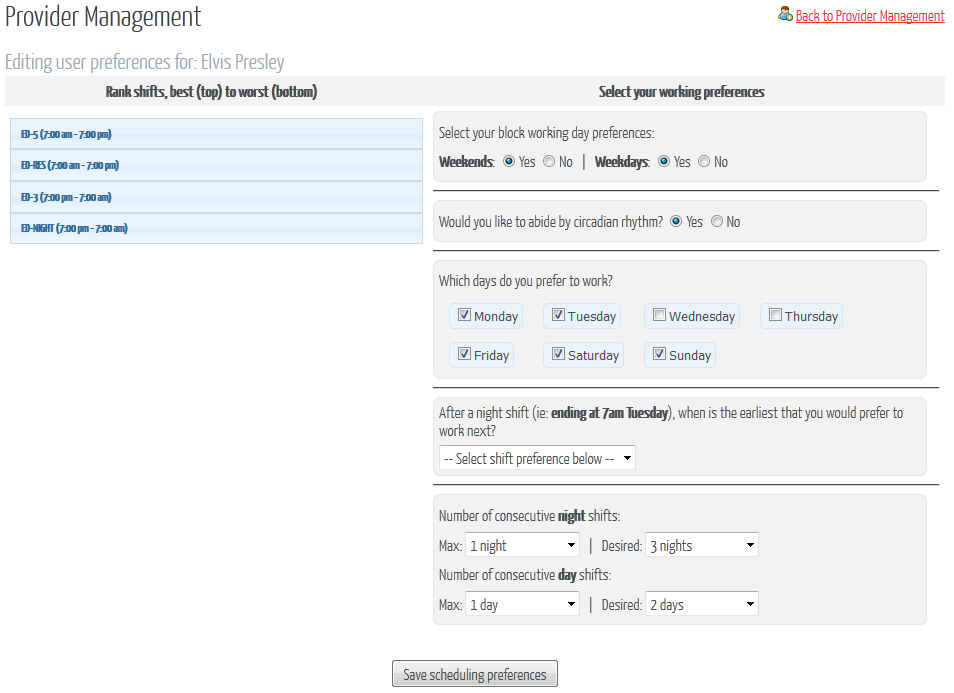 Provider Management
Back to Provider Management
Editing user preferences for: Elvis Presley
Rank shifts, best (top) to worst (bottom)
ED-5 (7:00 am - 7:00 pm)
ED-RES (7:00 am - 7:00 pm)
ED-3 (7:00 pm - 7:00 am)
ED-NIGHT (7:00 pm - 7:00 am)
Select your working preferences
Select your block working day preferences:
Weekends: Yes No | Weekdays: Yes No
Would you like to abide by circadian rhythm? Yes No
Which days do you prefer to work?
Monday Tuesday Wednesday Thursday
Friday Saturday Sunday
After a night shift (ie: ending at 7am Tuesday), when is the earliest that you would prefer to
work next?
-- Select shift preference below --
Number of consecutive night shifts:
Max: 1 night | Desired: 3 nights
Number of consecutive day shifts:
Max: 1 day | Desired: 2 days
Save scheduling preferences